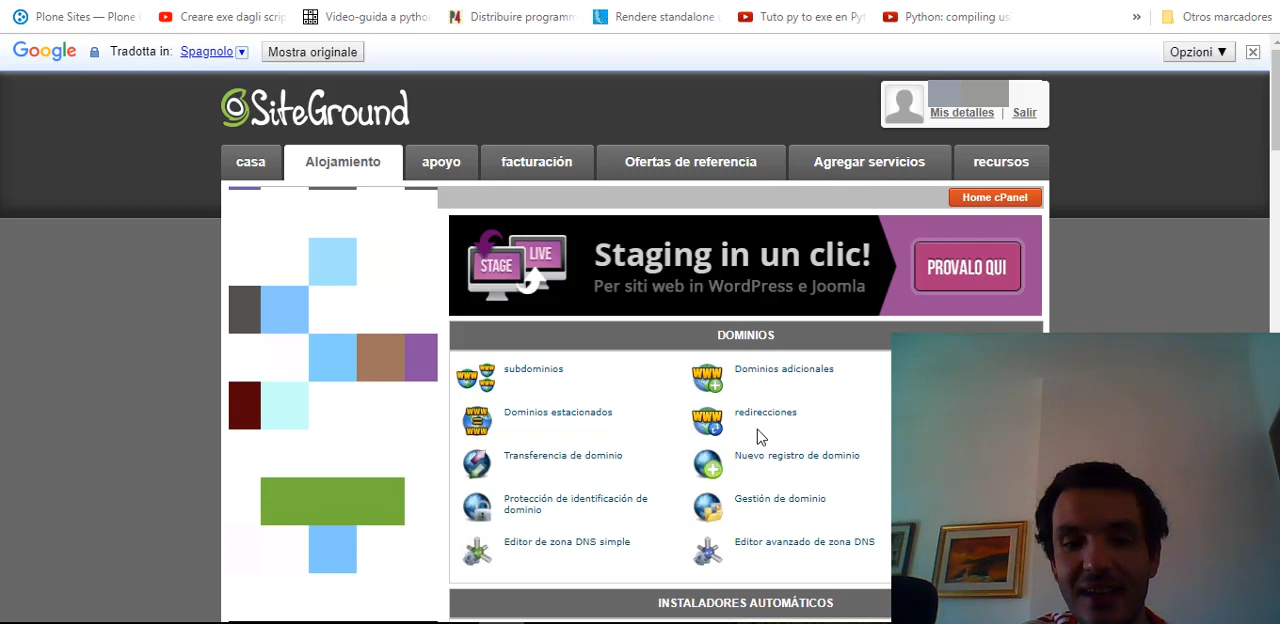 Plone Sites — Plone
Creare exe dagli scrip
Video-guida a python
Distribuire programm
Rendere standalone
Tuto py to exe en Pyt
Python: compiling us
»
Otros marcadores
Google
Tradotta in:
Spagnolo ▼
Mostra originale
Opzioni ▼
SiteGround
Mis detalles | Salir
casa
Alojamiento
apoyo
facturación
Ofertas de referencia
Agregar servicios
recursos
Home cPanel
STAGE
LIVE
Staging in un clic!
Per siti web in WordPress e Joomla
PROVALO QUI
DOMINIOS
subdominios
Dominios adicionales
Dominios estacionados
redirecciones
Transferencia de dominio
Nuevo registro de dominio
Protección de identificación de
dominio
Gestión de dominio
Editor de zona DNS simple
Editor avanzado de zona DNS
INSTALADORES AUTOMÁTICOS